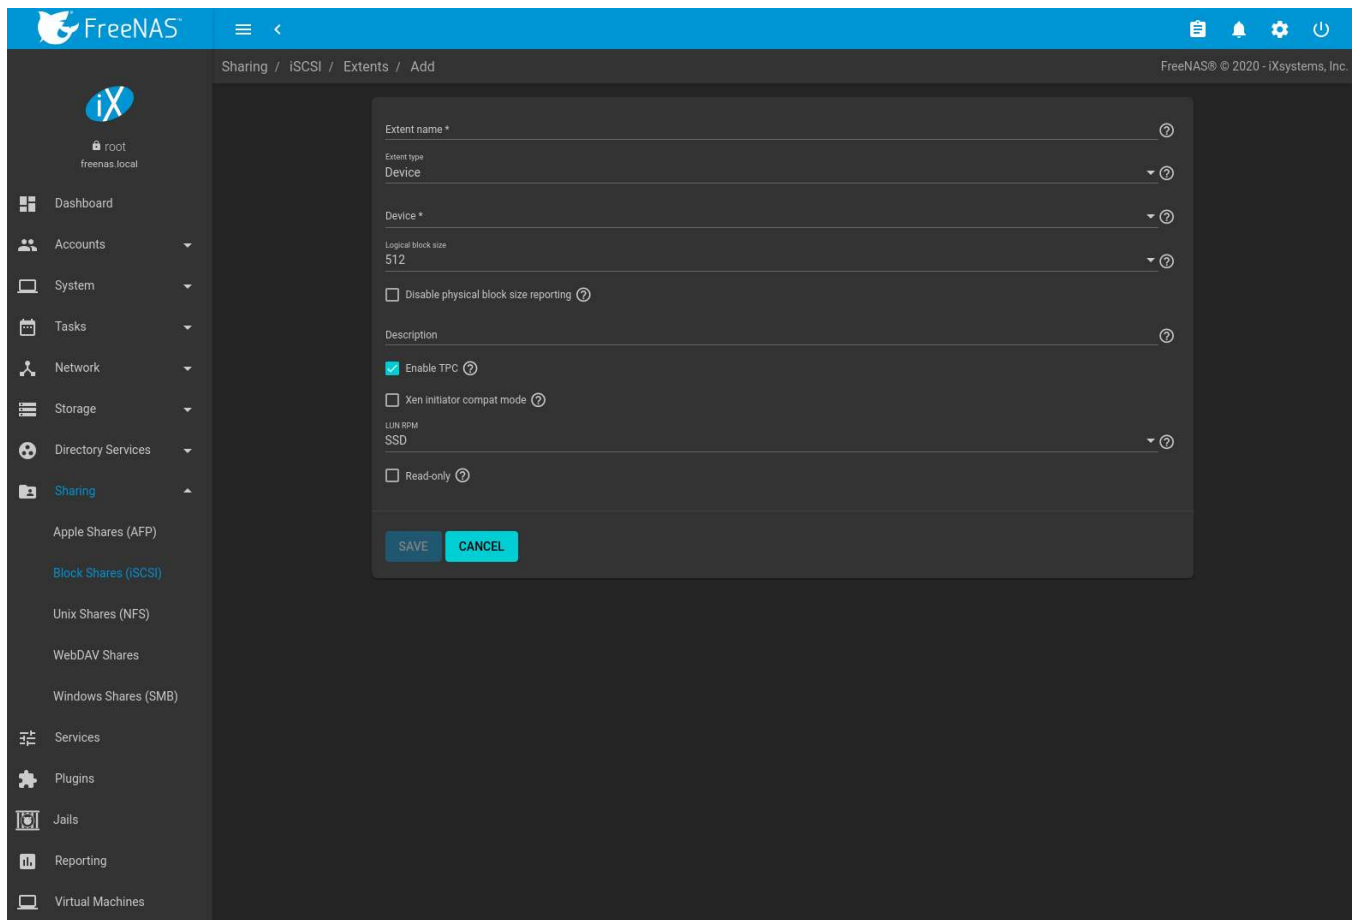 FreeNAS
Sharing / iSCSI / Extents / Add
FreeNAS® © 2020 - iXsystems, Inc.
iX
root
freenas.local
Dashboard
Accounts
System
Tasks
Network
Storage
Directory Services
Sharing
Apple Shares (AFP)
Block Shares (iSCSI)
Unix Shares (NFS)
WebDAV Shares
Windows Shares (SMB)
Services
Plugins
Jails
Reporting
Virtual Machines
Extent name *
Extent type
Device
Device *
Logical block size
512
Disable physical block size reporting
Description
Enable TPC
Xen initiator compat mode
LUN RPM
SSD
Read-only
SAVE CANCEL